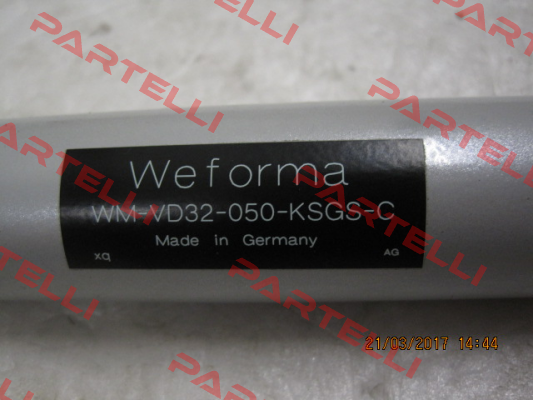 PARTELLI
PARTELLI
PARTELLI
PARTELLI
Weforma
WM-VD32-050-KSGS-C
Made in Germany
xq AG
PARTELLI
PARTELLI
21/03/2017 14:44
PARTELLI